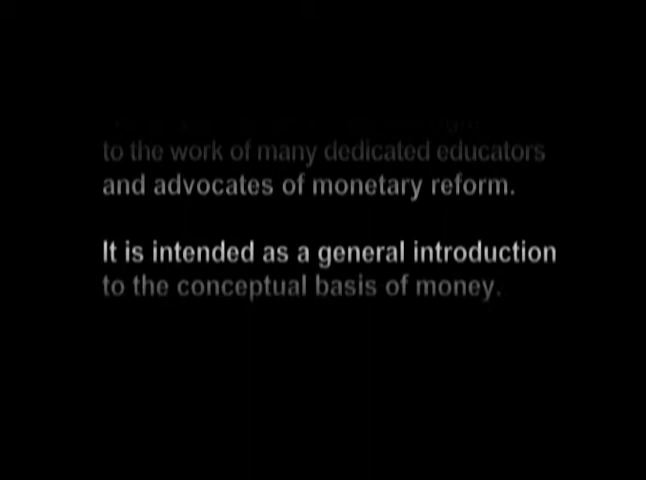 to the work of many dedicated educators
and advocates of monetary reform.
It is intended as a general introduction
to the conceptual basis of money.